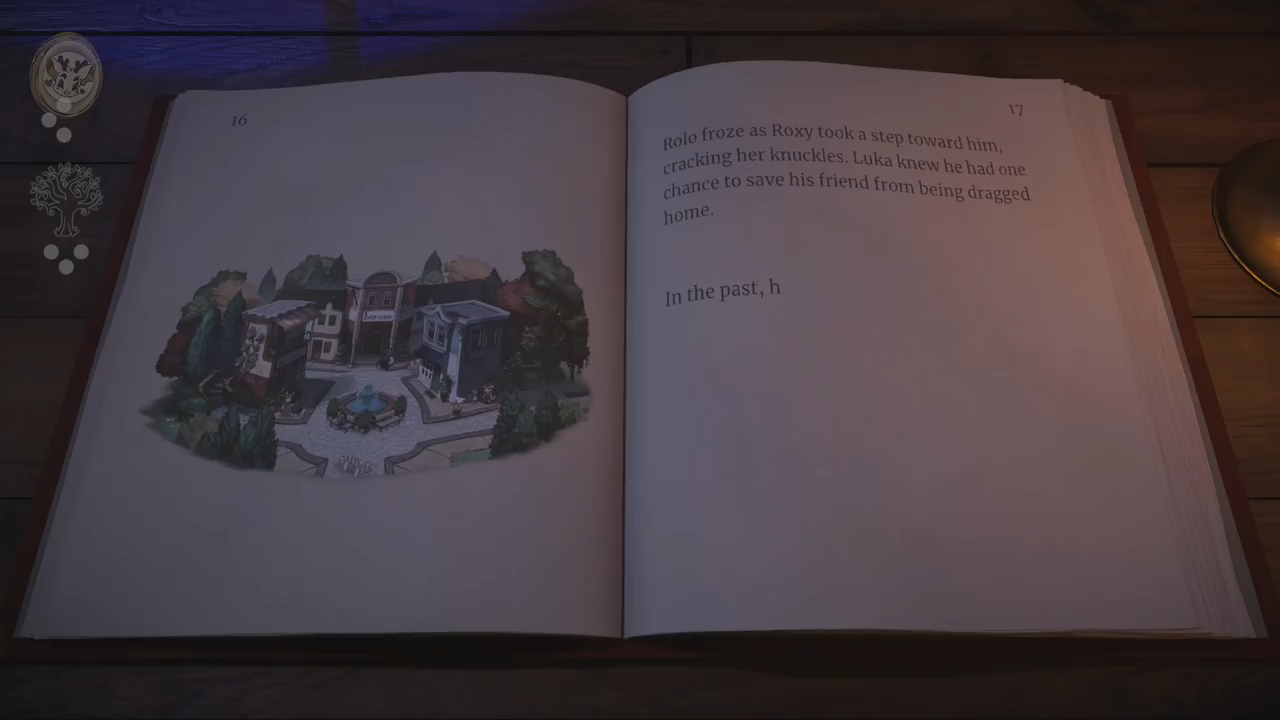 16
17
Rolo froze as Roxy took a step toward him,
cracking her knuckles. Luka knew he had one
chance to save his friend from being dragged
home.
In the past, h